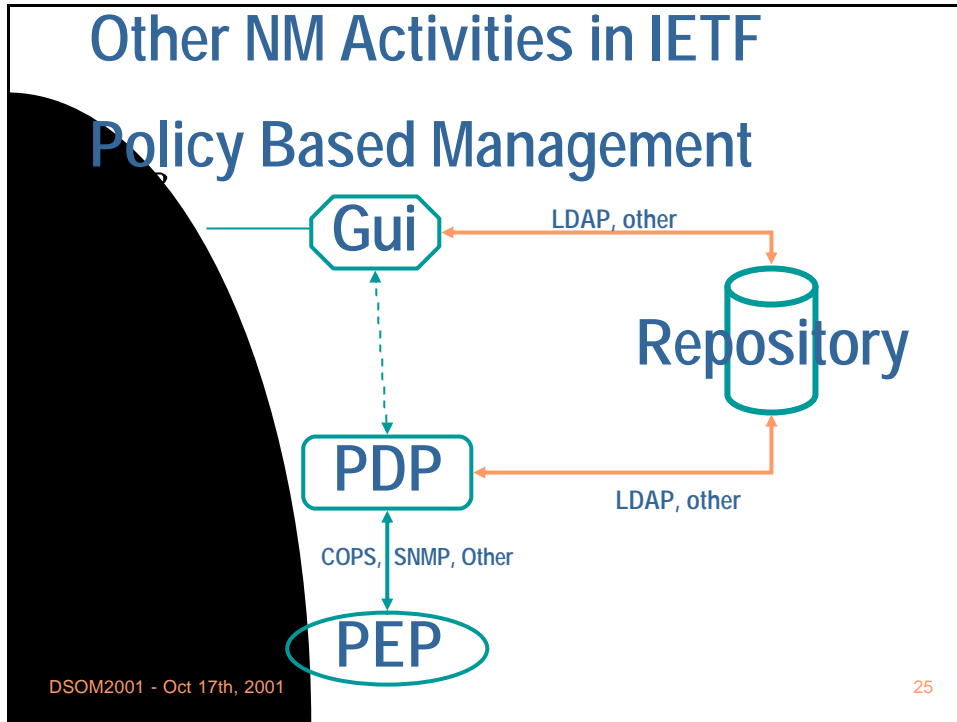 Other NM Activities in IETF
Policy Based Management
Gui
LDAP, other
Repository
PDP
LDAP, other
COPS, SNMP, Other
PEP
DSOM2001 - Oct 17th, 2001
25